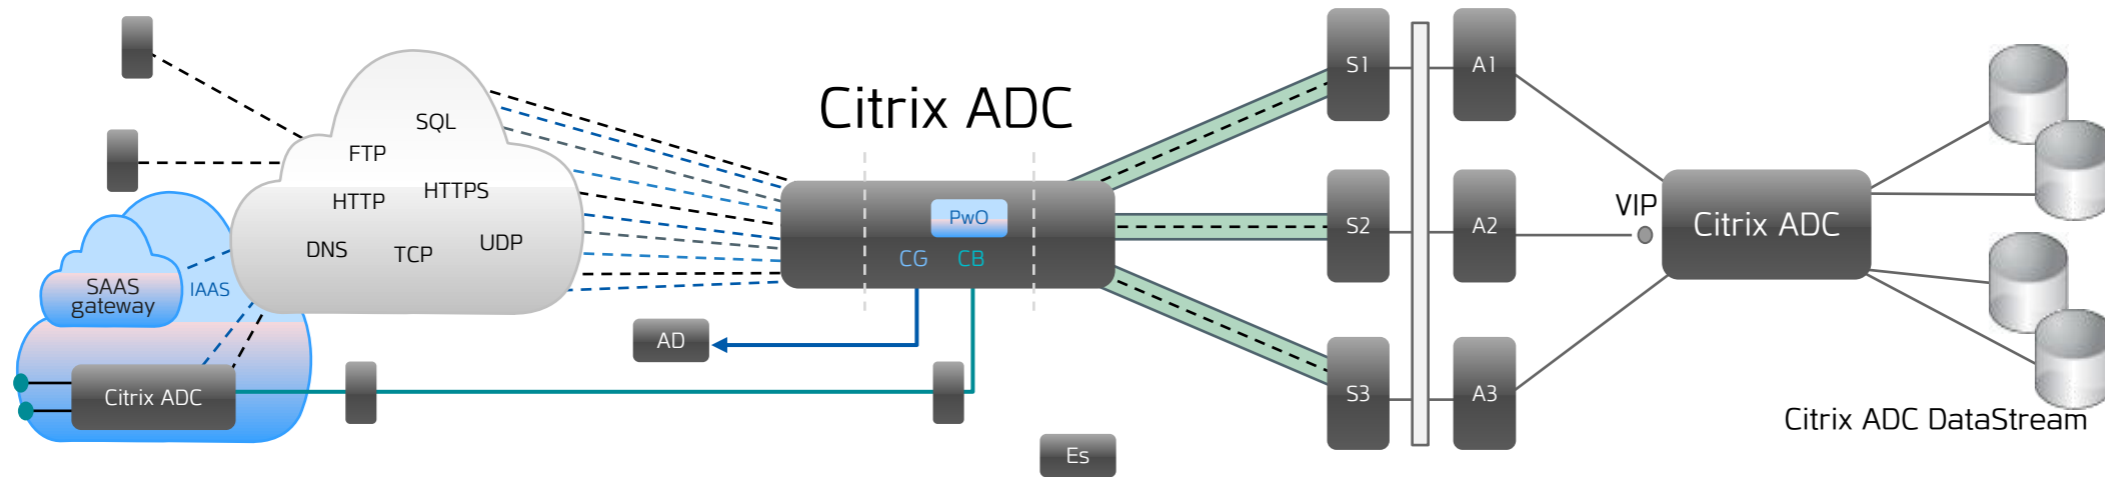 Citrix ADC
SQL
FTP
HTTP
HTTPS
DNS
TCP
UDP
SAAS
gateway
IAAS
Citrix ADC
PwO
CG
CB
AD
Es
S1
S2
S3
A1
A2
A3
VIP
Citrix ADC
Citrix ADC DataStream